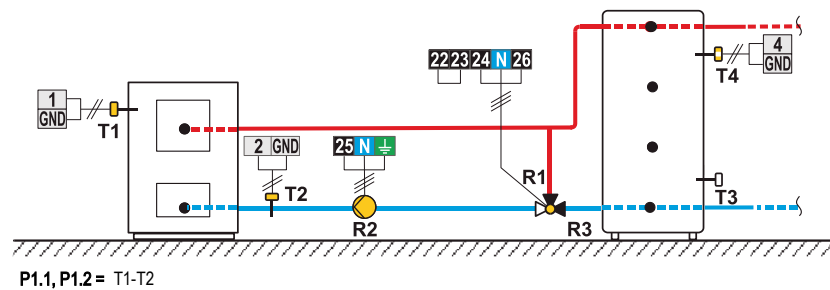 22 23 24 N 26
4
GND
T4
1
GND
T1
2 GND
25 N
T2
R1
T3
R2
R3
P1.1, P1.2 = T1-T2